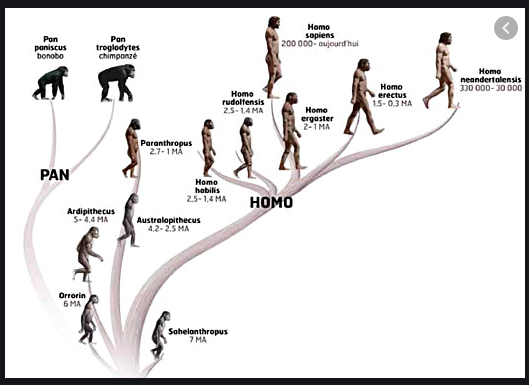 Pan
paniscus
bonobo
Pan
troglodytes
chimponzé
Homo
sapiens
200 000- aujourd'hui
Homo
neandertalensis
330 000 - 30 000
Homo
erectus
1.5- 0,3 MA
Homo
rudolfensis
2,5- 1,4 MA
Homo
ergaster
2- 1 MA
Paranthropus
2,7- 1 MA
Homo
habilis
2,5- 1,4 MA
PAN
HOMO
Ardipithecus
5- 4,4 MA
Australopithecus
4,2- 2,5 MA
Orrorin
6 MA
Sahelanthropus
7 MA